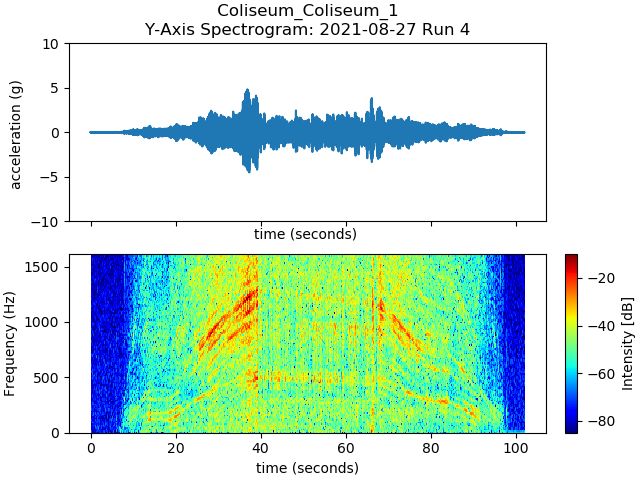 Coliseum_Coliseum_1
Y-Axis Spectrogram: 2021-08-27 Run 4
10
5
0
−5
−10
acceleration (g)
time (seconds)
1500
1000
500
0
Frequency (Hz)
0 20 40 60 80 100
time (seconds)
−20
−40
−60
−80
Intensity [dB]